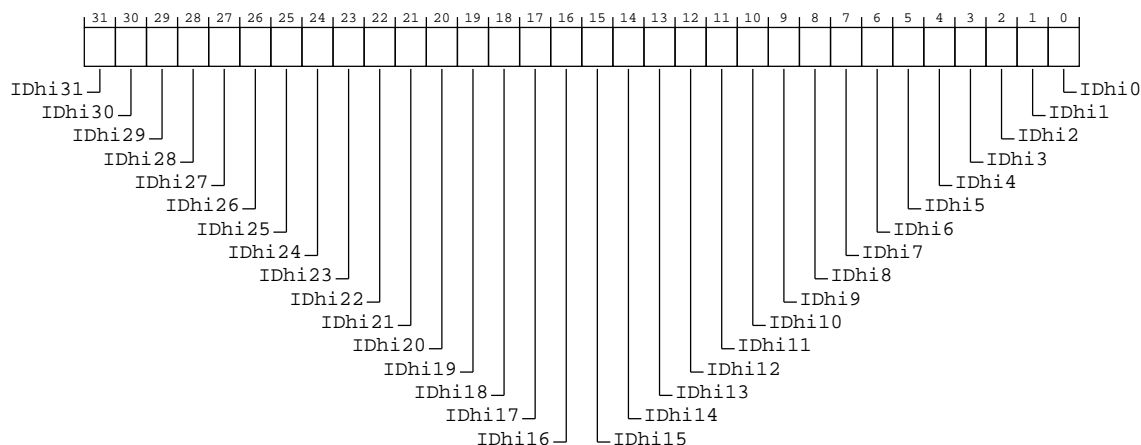 31 30 29 28 27 26 25 24 23 22 21 20 19 18 17 16 15 14 13 12 11 10 9 8 7 6 5 4 3 2 1 0
IDhi31 IDhi0
IDhi30 IDhi1
IDhi29 IDhi2
IDhi28 IDhi3
IDhi27 IDhi4
IDhi26 IDhi5
IDhi25 IDhi6
IDhi24 IDhi7
IDhi23 IDhi8
IDhi22 IDhi9
IDhi21 IDhi10
IDhi20 IDhi11
IDhi19 IDhi12
IDhi18 IDhi13
IDhi17 IDhi14
IDhi16 IDhi15